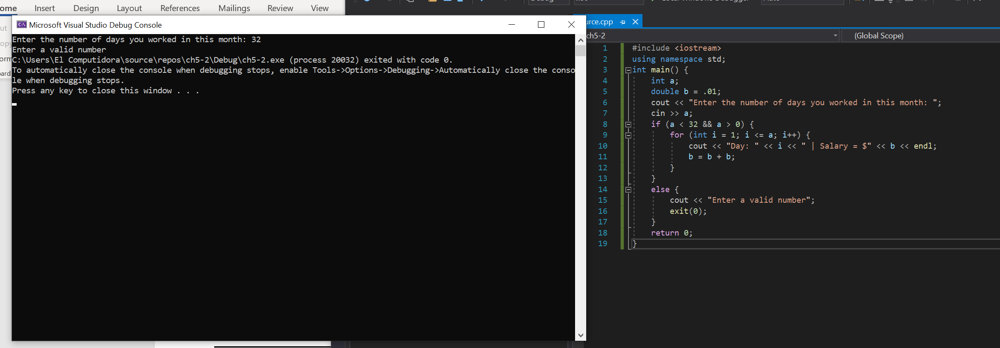 ome Insert Design Layout References Mailings Review View
ut
opy
orm
oard
Microsoft Visual Studio Debug Console
Enter the number of days you worked in this month: 32
Enter a valid number
C:\Users\El Computidora\source\repos\ch5-2\Debug\ch5-2.exe (process 20032) exited with code 0.
To automatically close the console when debugging stops, enable Tools->Options->Debugging->Automatically close the conso
le when debugging stops.
Press any key to close this window . . .
urce.cpp
ch5-2 (Global Scope)
1 #include <iostream>
2 using namespace std;
3 int main() {
4 int a;
5 double b = .01;
6 cout << "Enter the number of days you worked in this month: ";
7 cin >> a;
8 if (a < 32 && a > 0) {
9 for (int i = 1; i <= a; i++) {
10 cout << "Day: " << i << " | Salary = $" << b << endl;
11 b = b + b;
12 }
13 }
14 else {
15 cout << "Enter a valid number";
16 exit(0);
17 }
18 return 0;
19 }